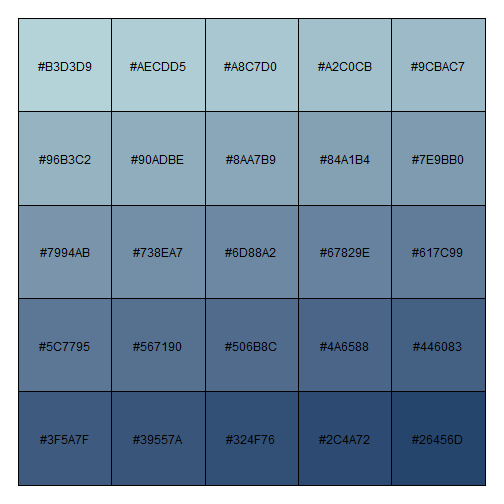 #B3D3D9 #AECDD5 #A8C7D0 #A2C0CB #9CBAC7
#96B3C2 #90ADBE #8AA7B9 #84A1B4 #7E9BB0
#7994AB #738EA7 #6D88A2 #67829E #617C99
#5C7795 #567190 #506B8C #4A6588 #446083
#3F5A7F #39557A #324F76 #2C4A72 #26456D